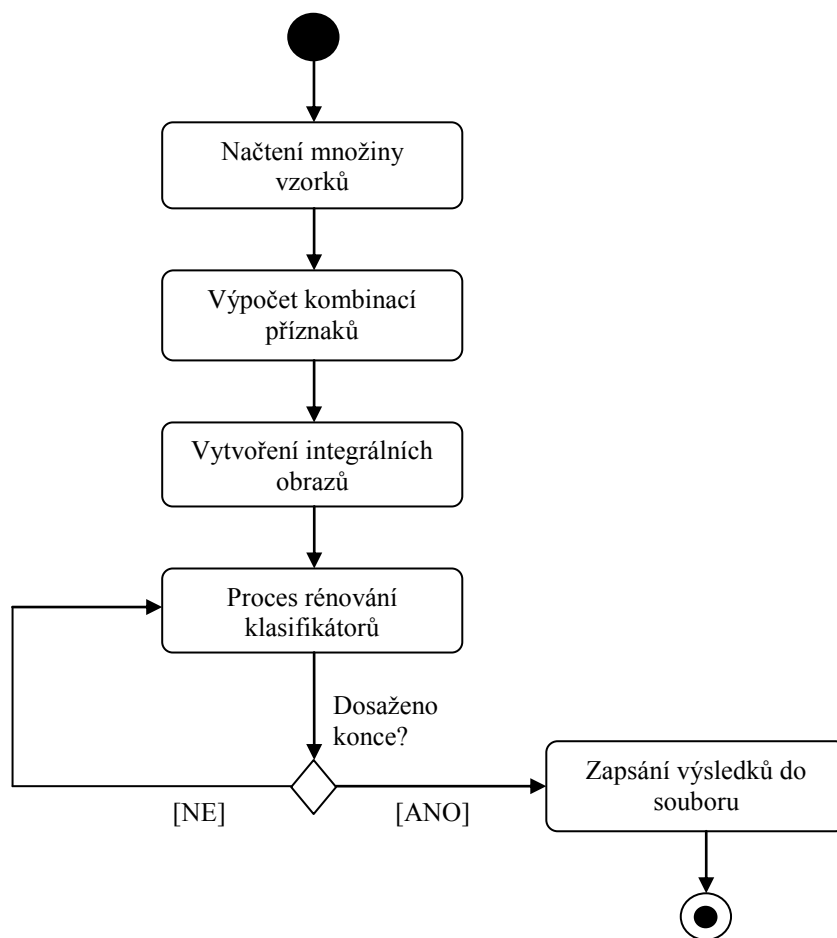 Načtení množiny
vzorků
Výpočet kombinací
příznaků
Vytvoření integrálních
obrazů
Proces rénování
klasifikátorů
Dosaženo
konce?
[NE]
[ANO]
Zapsání výsledků do
souboru